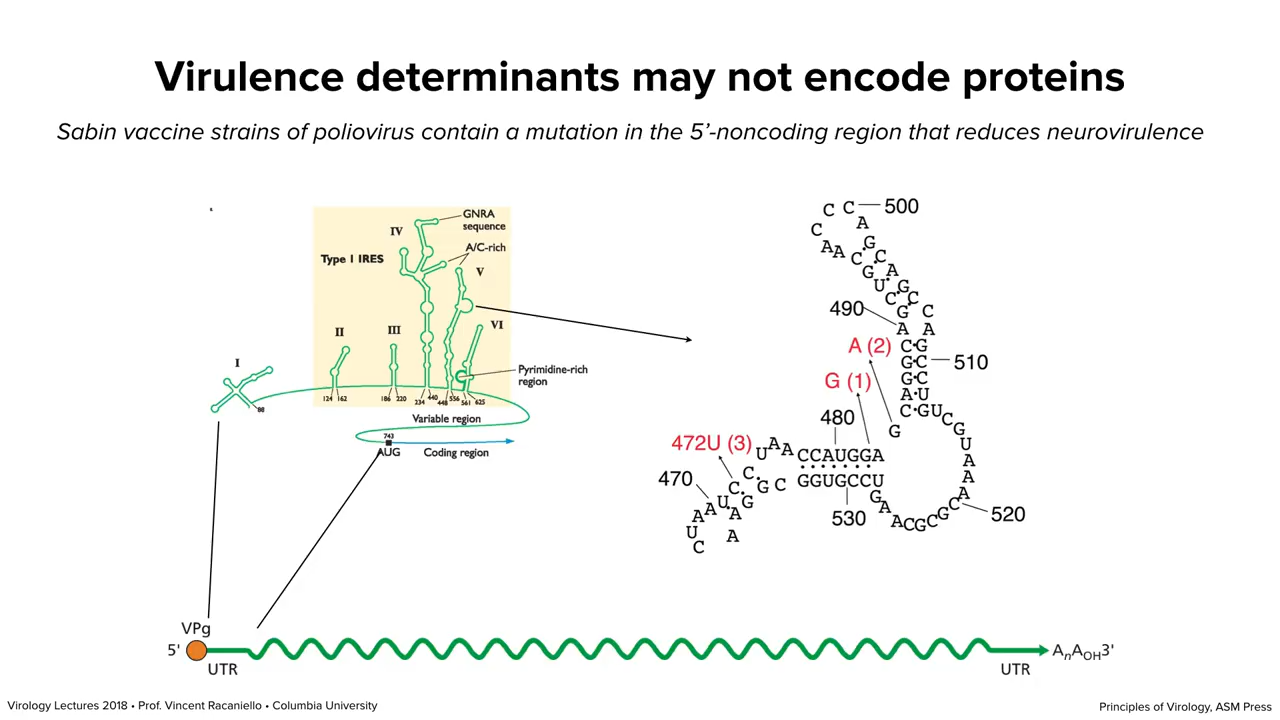 Virulence determinants may not encode proteins
Sabin vaccine strains of poliovirus contain a mutation in the 5’-noncoding region that reduces neurovirulence
GNRA
sequence
IV
A/C-rich
Type I IRES
V
VI
II
III
I
Pyrimidine-rich
region
88
124 162
186 220
234 440
448 556
561 625
Variable region
743
AUG
Coding region
500
490
A (2)
510
G (1)
480
472U (3)
470
CCAUGGA
GGUGCCU
530
520
VPg
5'
UTR
UTR
AnAOH3'
Virology Lectures 2018 • Prof. Vincent Racaniello • Columbia University
Principles of Virology, ASM Press